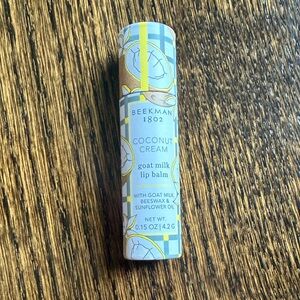 BEEKMAN
1802
COCONUT
CREAM
goat milk
lip balm
WITH GOAT MILK,
BEESWAX &
SUNFLOWER OIL
NET WT.
0.15 OZ | 4.2 G